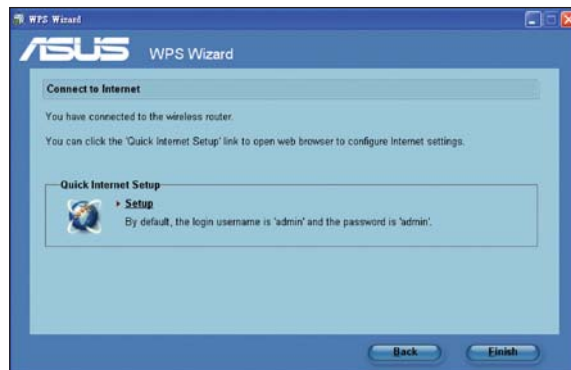 WPS Wizard
ASUS WPS Wizard
Connect to Internet
You have connected to the wireless router.
You can click the 'Quick Internet Setup' link to open web browser to configure Internet settings.
Quick Internet Setup
Setup
By default, the login username is 'admin' and the password is 'admin'.
Back Finish